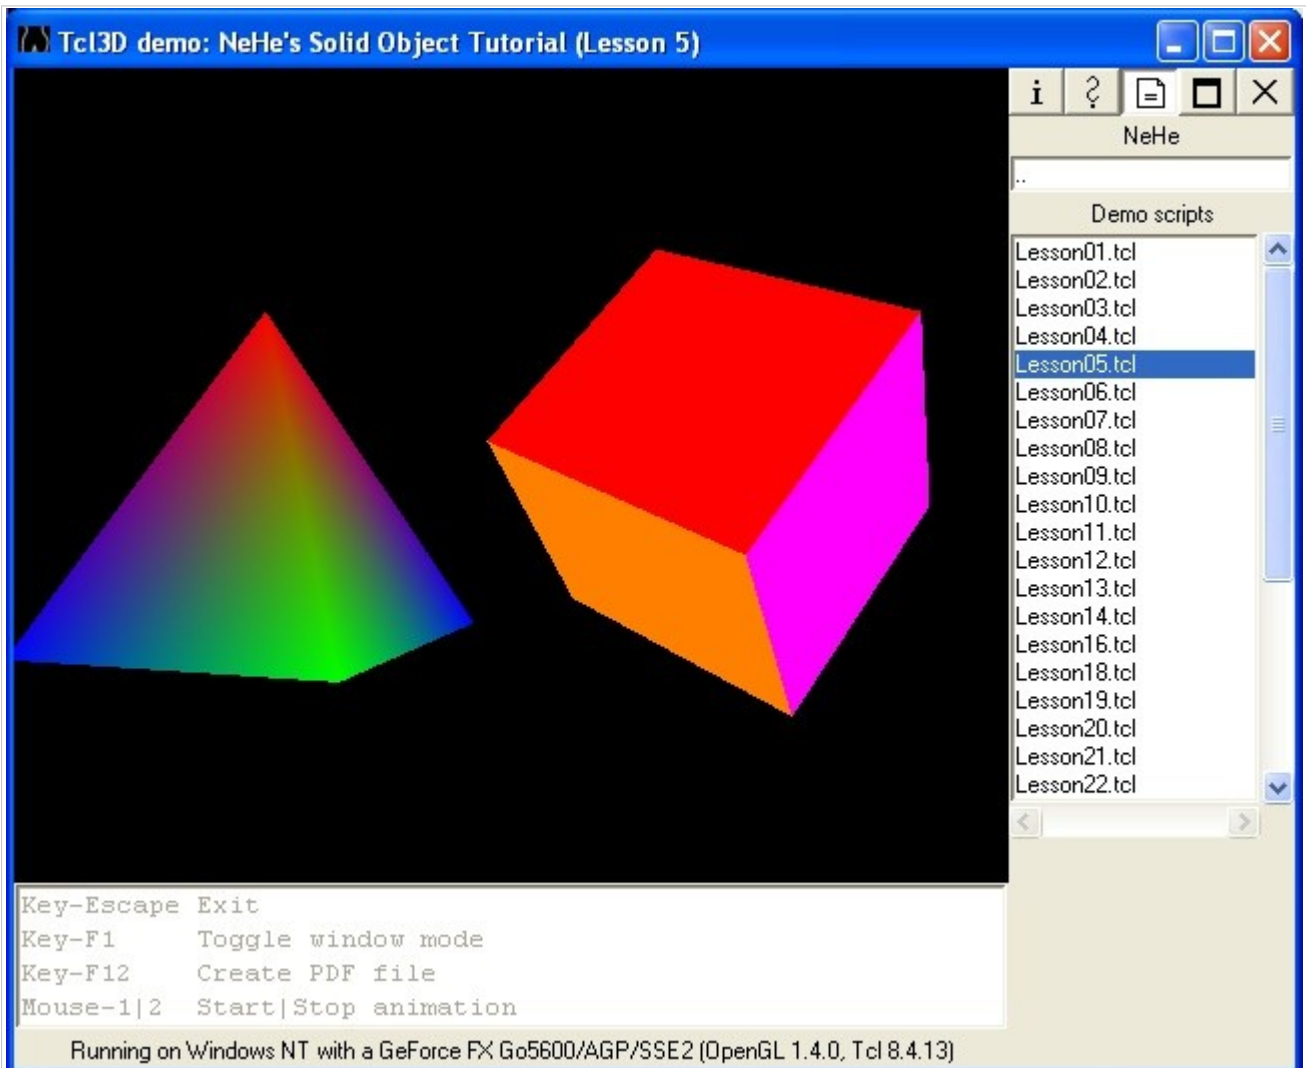 Tcl3D demo: NeHe's Solid Object Tutorial (Lesson 5)
i ?
NeHe
..
Demo scripts
Lesson01.tcl
Lesson02.tcl
Lesson03.tcl
Lesson04.tcl
Lesson05.tcl
Lesson06.tcl
Lesson07.tcl
Lesson08.tcl
Lesson09.tcl
Lesson10.tcl
Lesson11.tcl
Lesson12.tcl
Lesson13.tcl
Lesson14.tcl
Lesson16.tcl
Lesson18.tcl
Lesson19.tcl
Lesson20.tcl
Lesson21.tcl
Lesson22.tcl
Key-Escape Exit
Key-F1 Toggle window mode
Key-F12 Create PDF file
Mouse-1|2 Start|Stop animation
Running on Windows NT with a GeForce FX Go5600/AGP/SSE2 (OpenGL 1.4.0, Tcl 8.4.13)